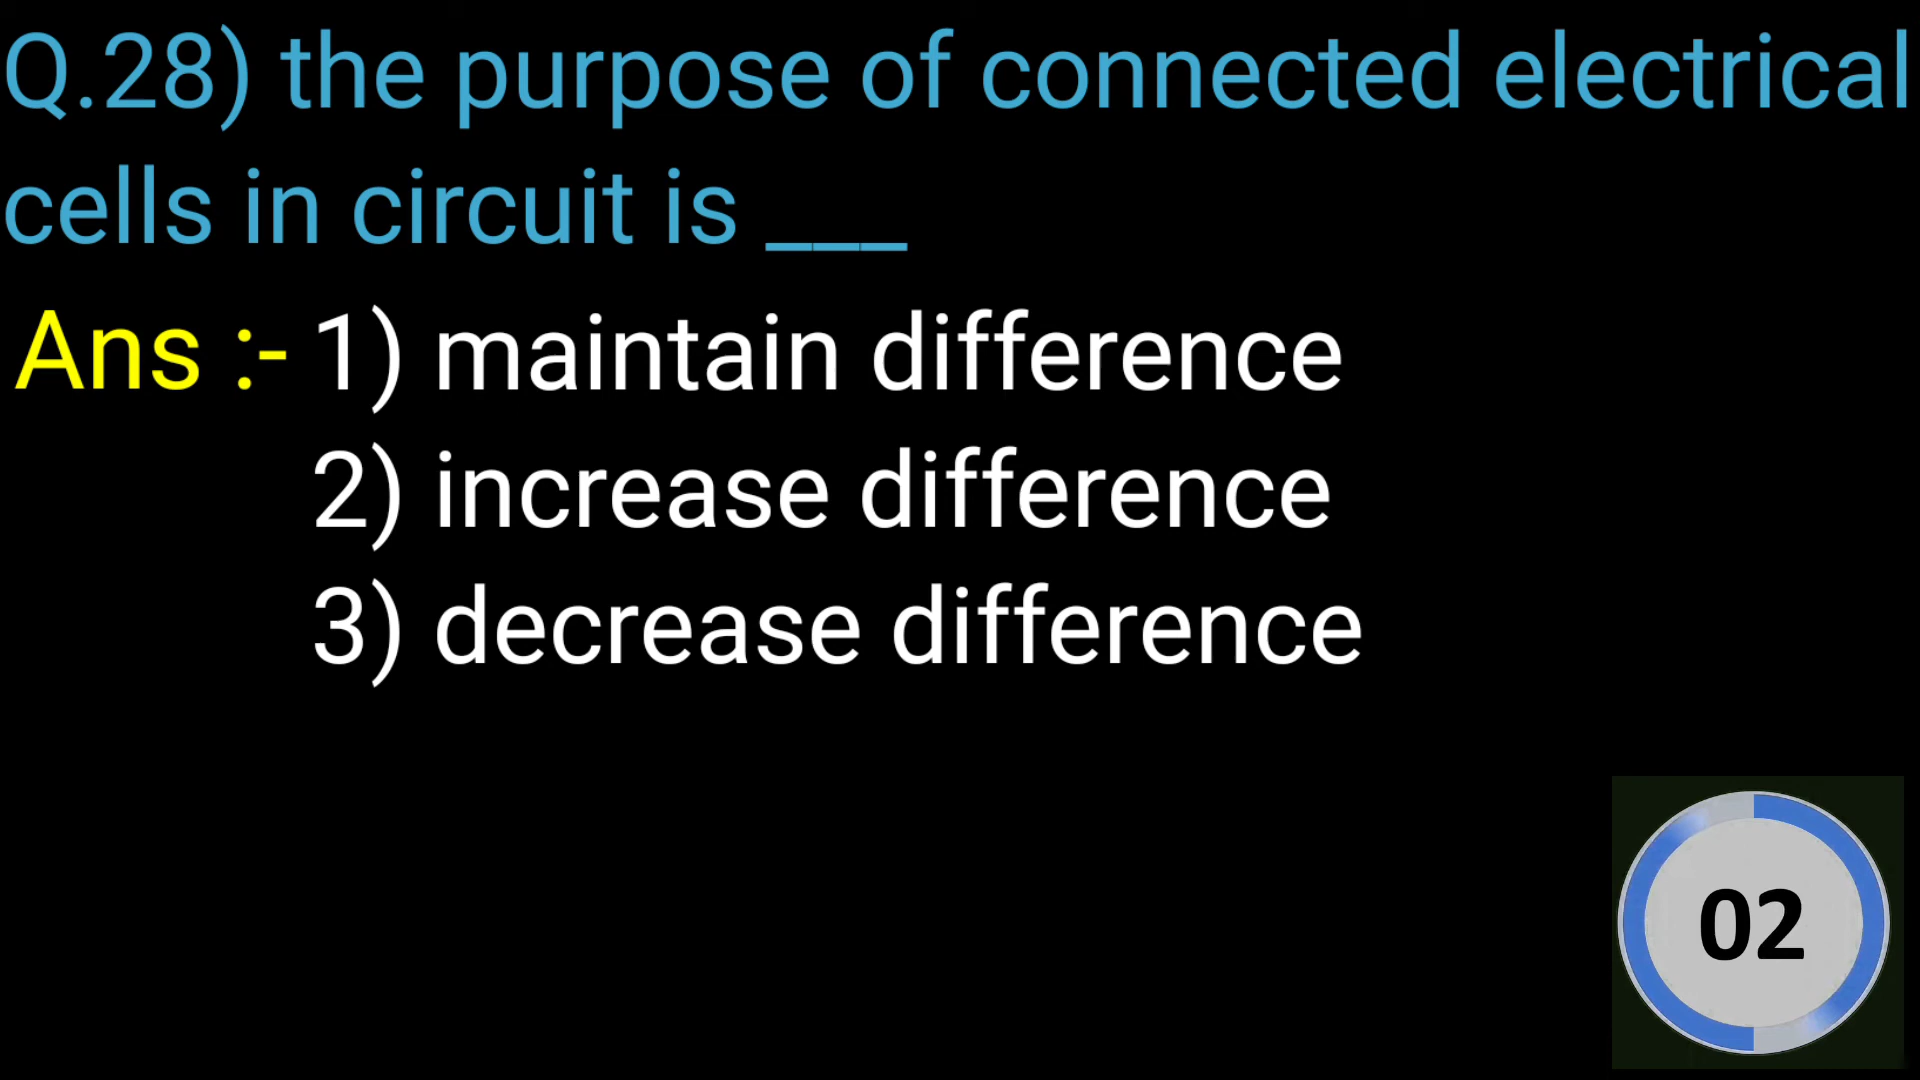 Q.28) the purpose of connected electrical
cells in circuit is ___
Ans :- 1) maintain difference
2) increase difference
3) decrease difference
02